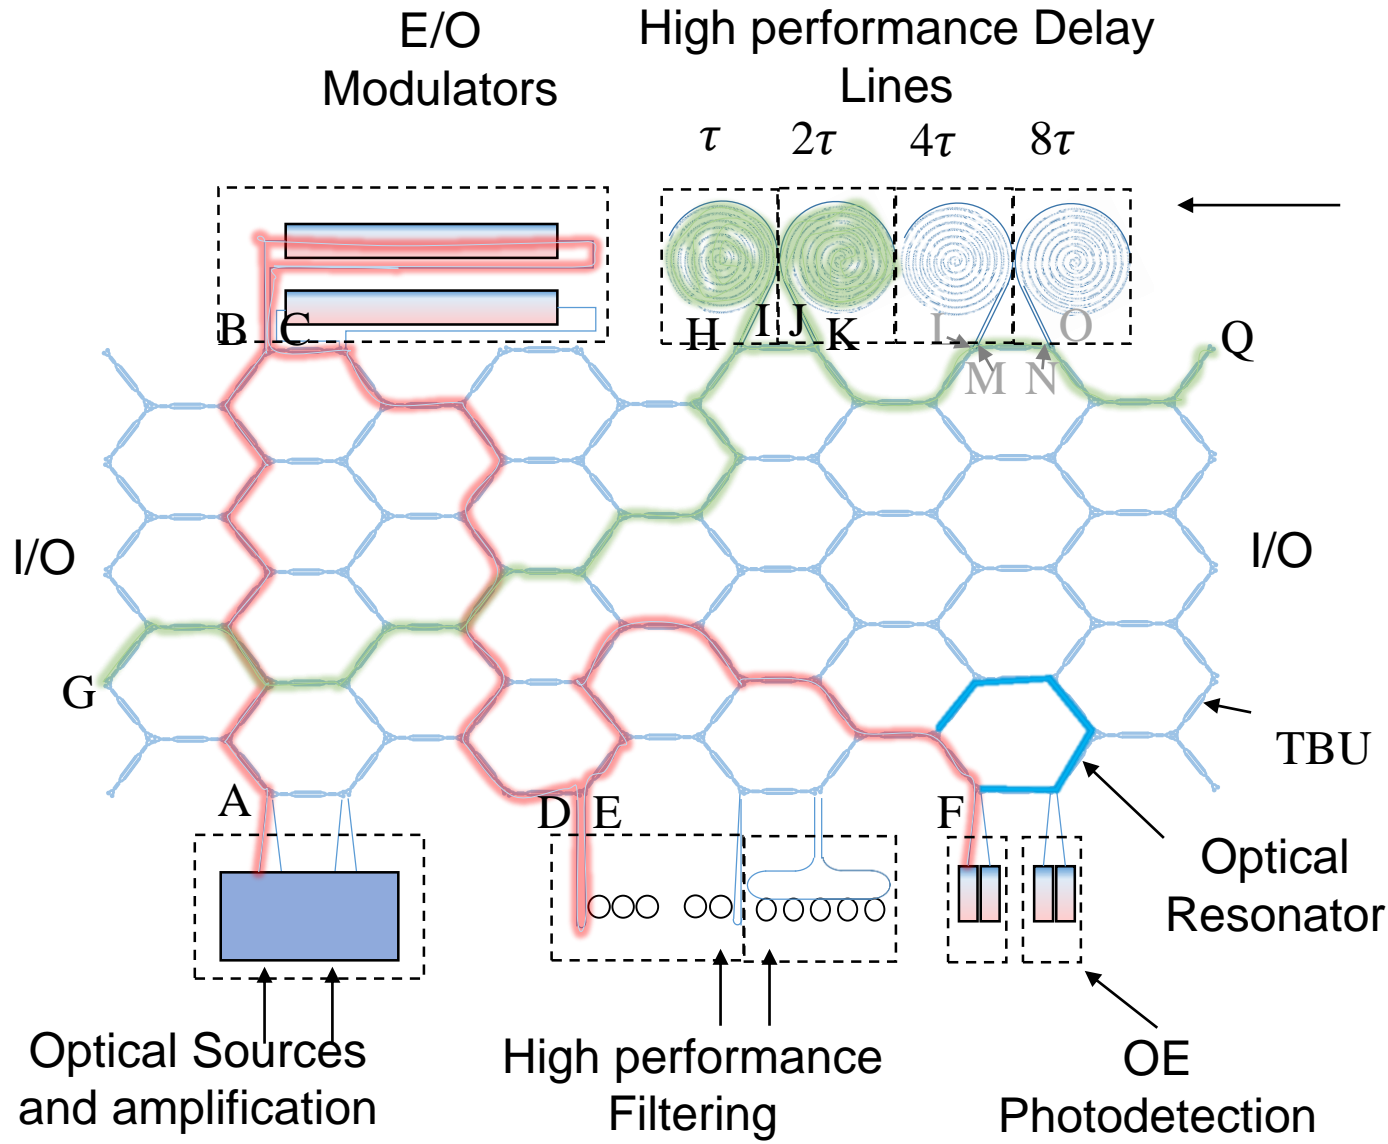 E/O
Modulators
High performance Delay
Lines
τ
2τ
4τ
8τ
B
C
H
I
J
K
L
M
N
O
Q
I/O
I/O
G
TBU
A
D
E
F
Optical
Resonator
Optical Sources
and amplification
High performance
Filtering
OE
Photodetection